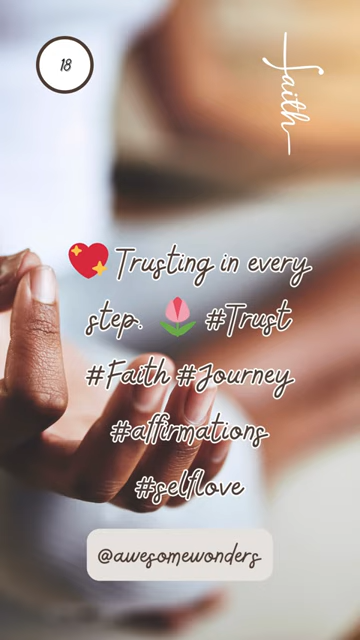 18
faith
💖 Trusting in every
step. 🌷 #Trust
#Faith #Journey
#affirmations
#selflove
@awesomewonders